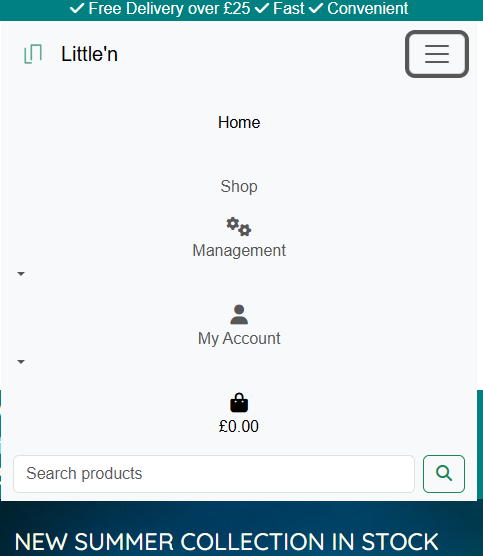 Free Delivery over £25 Fast Convenient
Little'n
Home
Shop
Management
My Account
£0.00
Search products
NEW SUMMER COLLECTION IN STOCK